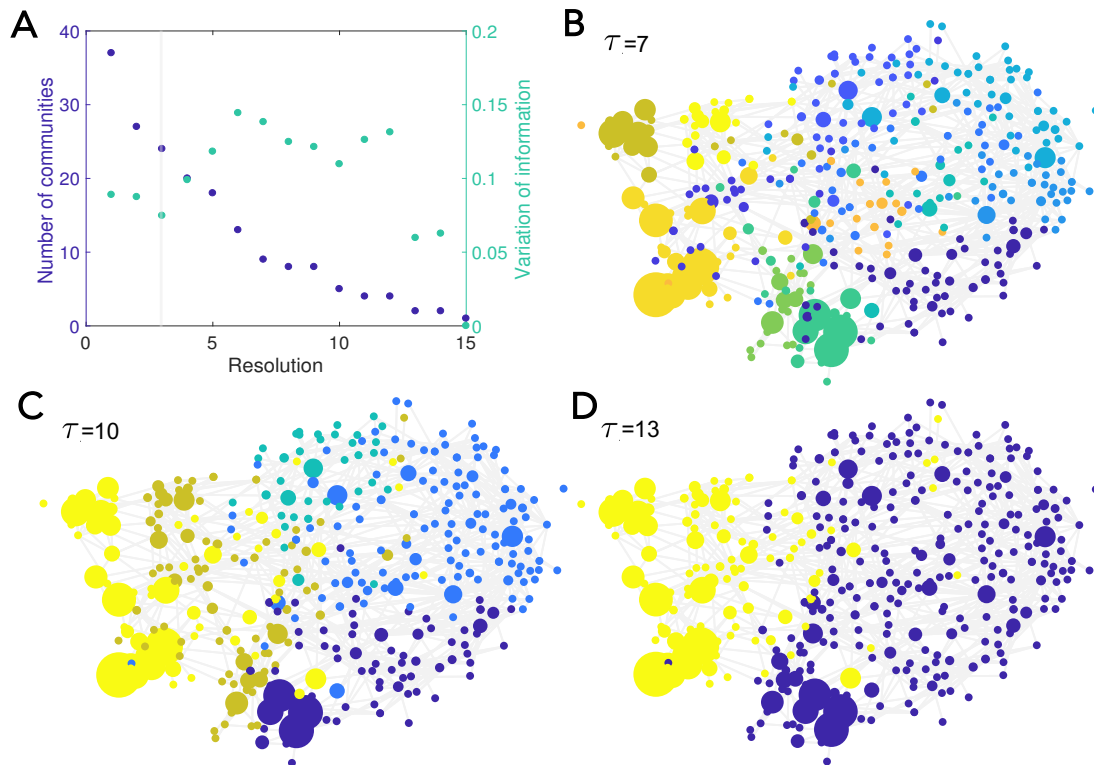 A
40
30
20
10
0
Number of communities
0
5
10
15
Resolution
0.2
0.15
0.1
0.05
0
Variation of information
B
τ=7
C
τ=10
D
τ=13